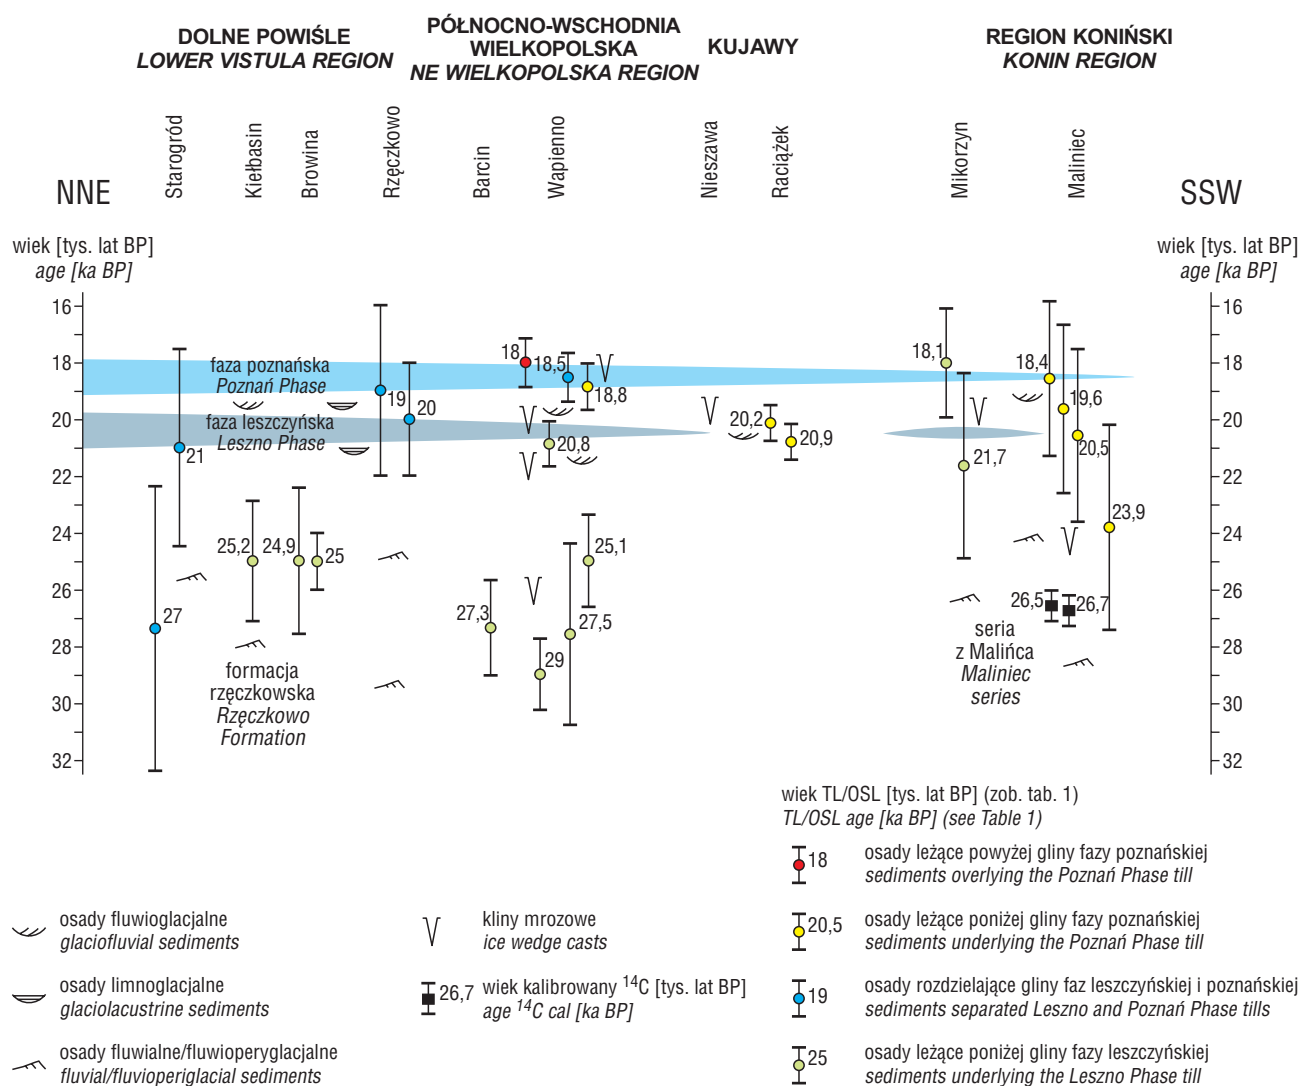 DOLNE POWIŚLE
LOWER VISTULA REGION
PÓŁNOCNO-WSCHODNIA
WIELKOPOLSKA
NE WIELKOPOLSKA REGION
KUJAWY
REGION KONIŃSKI
KONIN REGION
Starogród
Kiełbasin
Browina
Rzęczkowo
Barcin
Wapienno
Nieszawa
Raciążek
Mikorzyn
Maliniec
NNE
SSW
wiek [tys. lat BP]
age [ka BP]
wiek [tys. lat BP]
age [ka BP]
16
18
20
22
24
26
28
30
32
16
18
20
22
24
26
28
30
32
faza poznańska
Poznań Phase
faza leszczyńska
Leszno Phase
27
21
25,2
24,9
25
19
20
formacja
rzęczkowska
Rzęczkowo
Formation
27,3
18
18,5
18,8
20,8
29
27,5
25,1
20,2
20,9
18,1
21,7
18,4
19,6
20,5
23,9
26,5
26,7
seria
z Malińca
Maliniec
series
wiek TL/OSL [tys. lat BP] (zob. tab. 1)
TL/OSL age [ka BP] (see Table 1)
18
osady leżące powyżej gliny fazy poznańskiej
sediments overlying the Poznań Phase till
20,5
osady leżące poniżej gliny fazy poznańskiej
sediments underlying the Poznań Phase till
19
osady rozdzielające gliny faz leszczyńskiej i poznańskiej
sediments separated Leszno and Poznań Phase tills
25
osady leżące poniżej gliny fazy leszczyńskiej
sediments underlying the Leszno Phase till
osady fluwioglacjalne
glaciofluvial sediments
osady limnoglacjalne
glaciolacustrine sediments
osady fluwialne/fluwioperyglacjalne
fluvial/fluvioperiglacial sediments
kliny mrozowe
ice wedge casts
26,7
wiek kalibrowany ¹⁴C [tys. lat BP]
age ¹⁴C cal [ka BP]